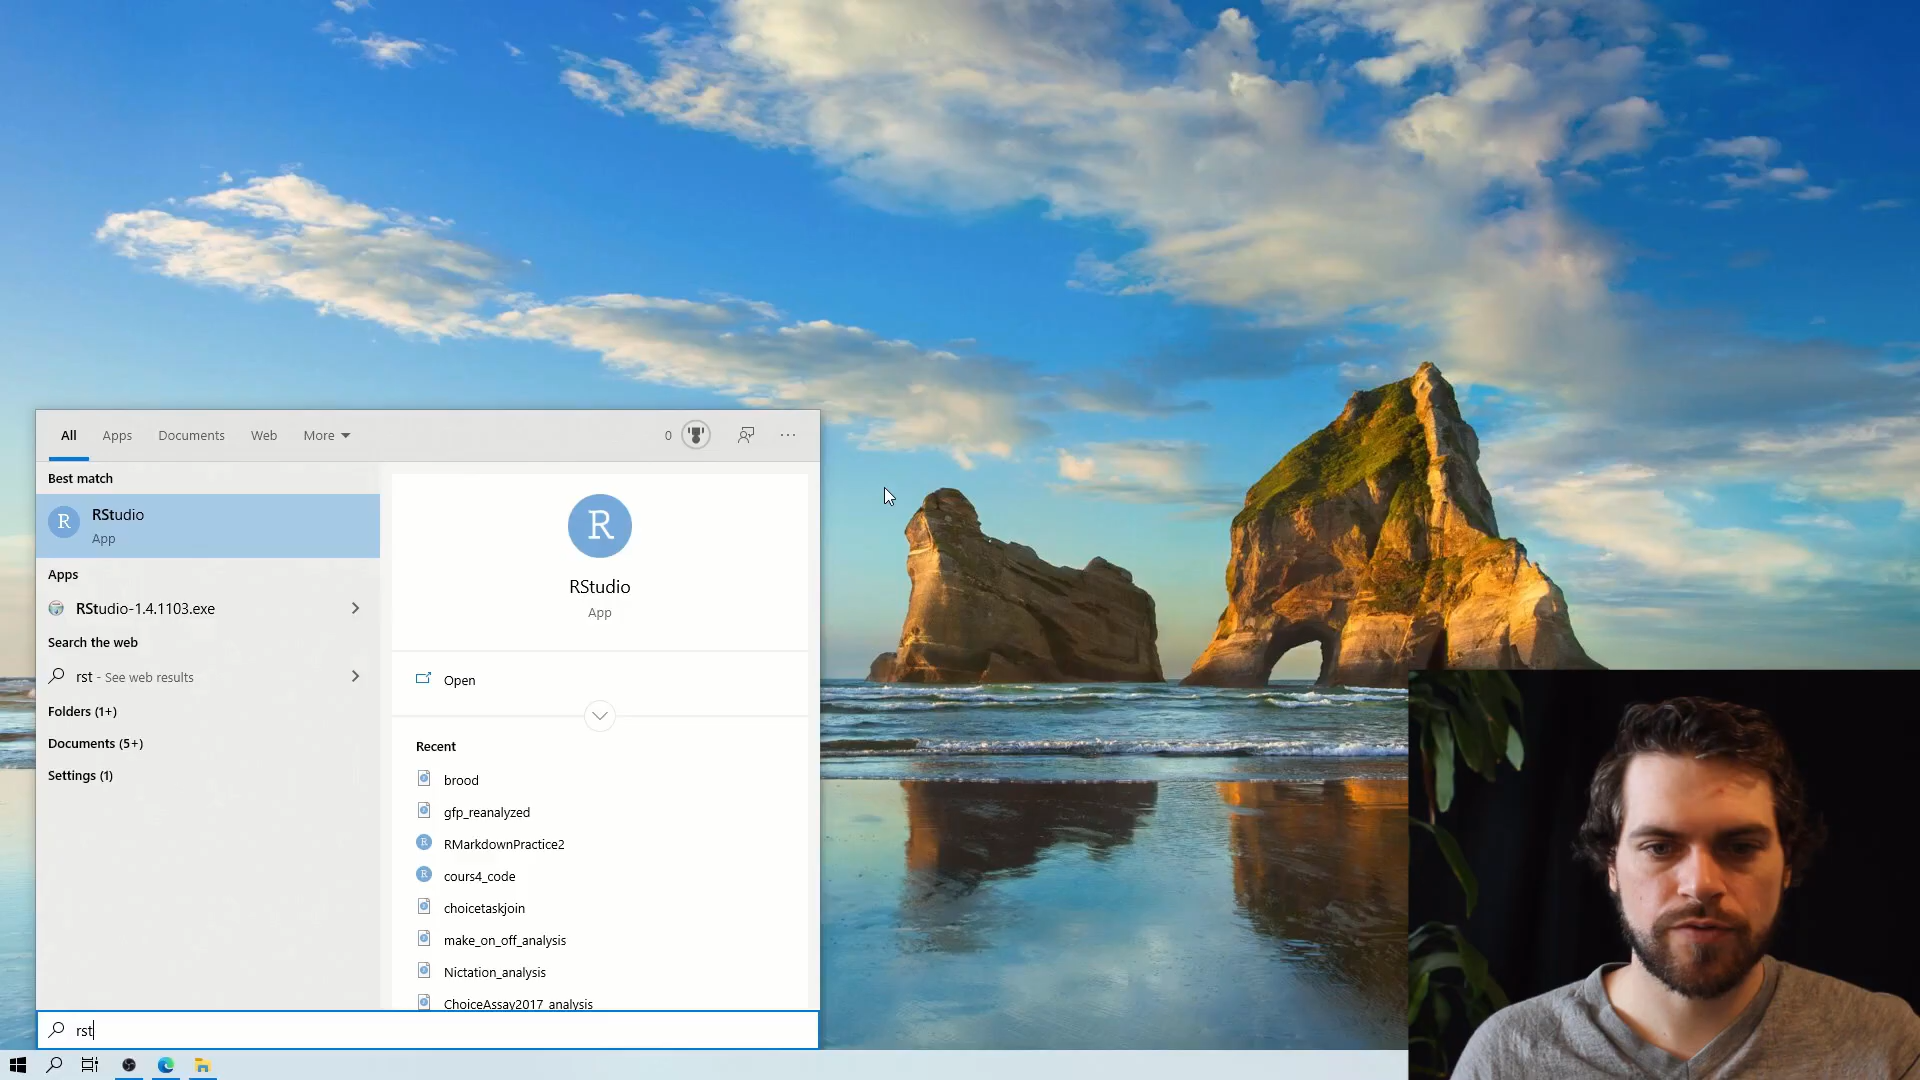 All Apps Documents Web More 0
Best match
R
RStudio
App
Apps
RStudio-1.4.1103.exe
Search the web
rst - See web results
Folders (1+)
Documents (5+)
Settings (1)
R
RStudio
App
Open
Recent
brood
gfp_reanalyzed
R RMarkdownPractice2
R cours4_code
choicetaskjoin
make_on_off_analysis
Nictation_analysis
ChoiceAssay2017_analysis
rst